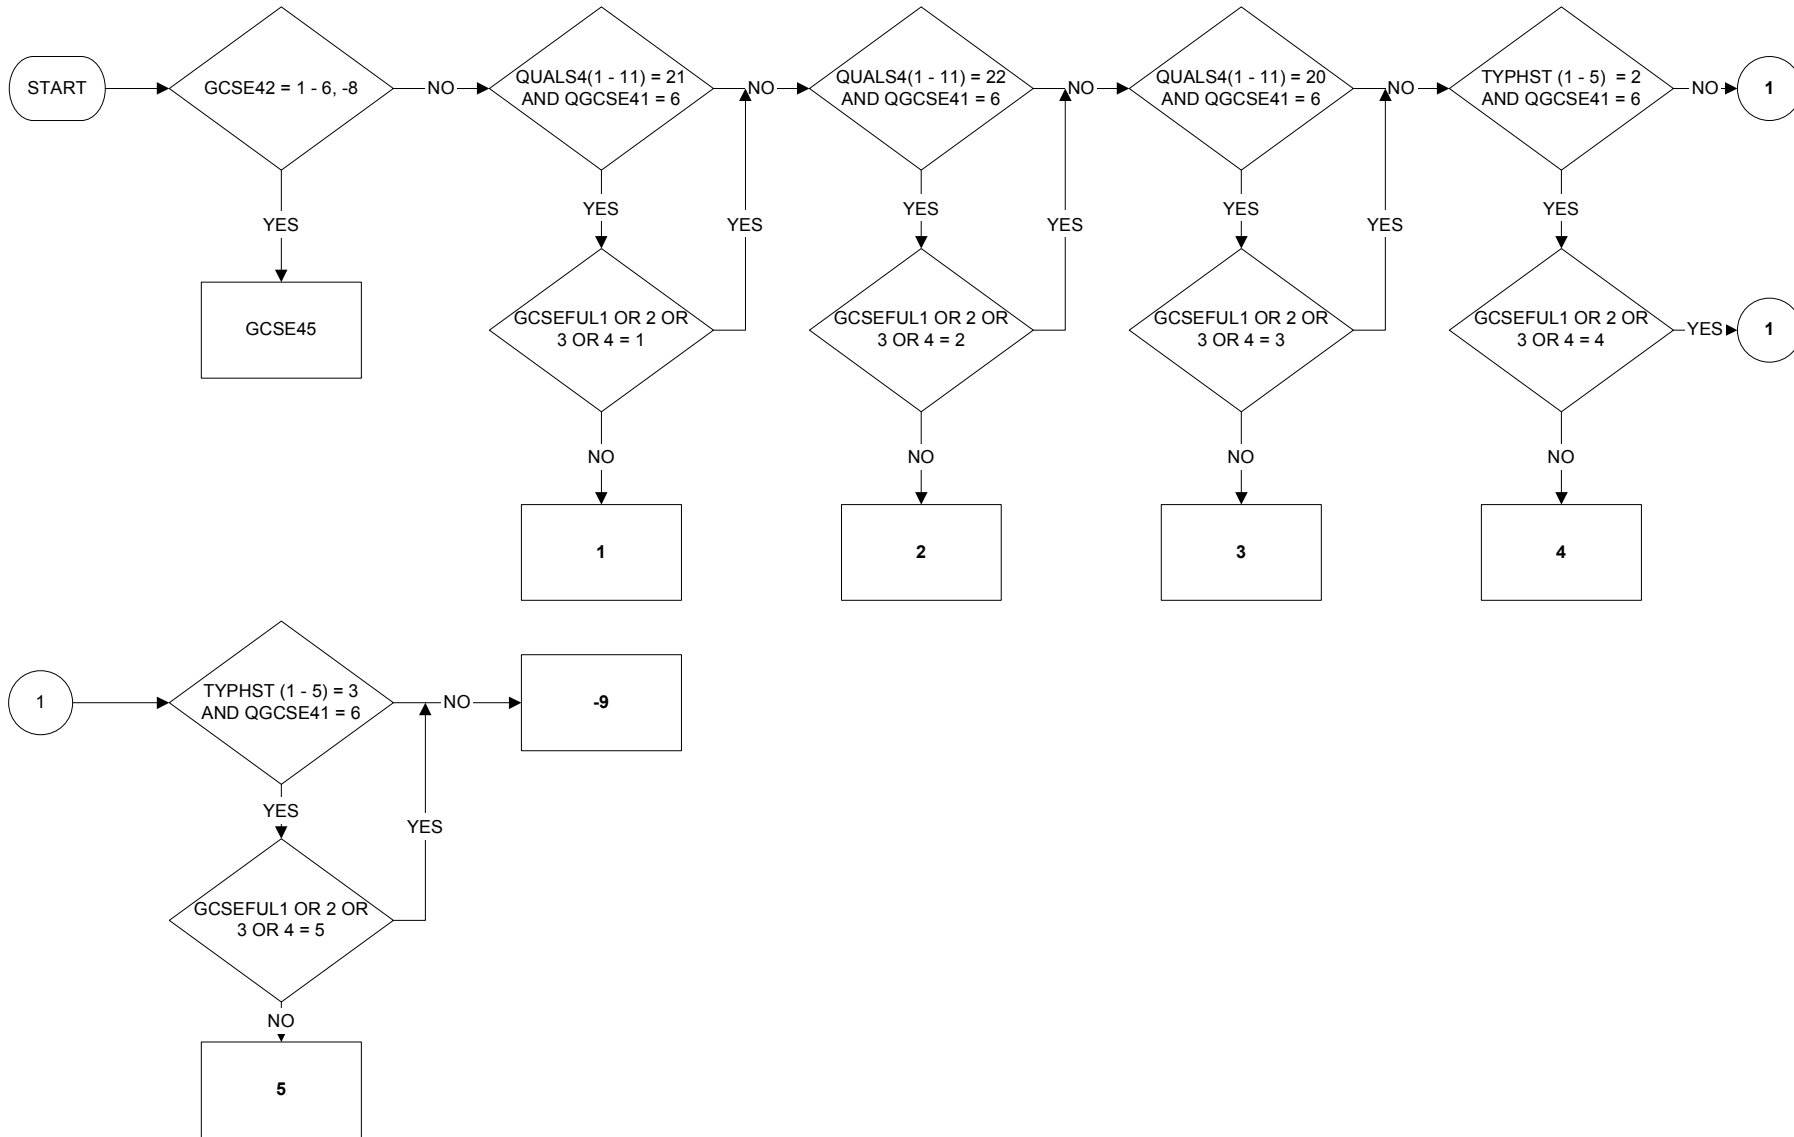 START
GCSE42 = 1 - 6, -8
NO
QUALS4(1 - 11) = 21
AND QGCSE41 = 6
NO
QUALS4(1 - 11) = 22
AND QGCSE41 = 6
NO
QUALS4(1 - 11) = 20
AND QGCSE41 = 6
NO
TYPHST (1 - 5)  = 2
AND QGCSE41 = 6
NO
1
YES
YES
YES
YES
YES
YES
YES
YES
GCSE45
GCSEFUL1 OR 2 OR
3 OR 4 = 1
GCSEFUL1 OR 2 OR
3 OR 4 = 2
GCSEFUL1 OR 2 OR
3 OR 4 = 3
GCSEFUL1 OR 2 OR
3 OR 4 = 4
YES
1
NO
NO
NO
NO
1
2
3
4
1
TYPHST (1 - 5) = 3
AND QGCSE41 = 6
NO
-9
YES
YES
GCSEFUL1 OR 2 OR
3 OR 4 = 5
NO
5